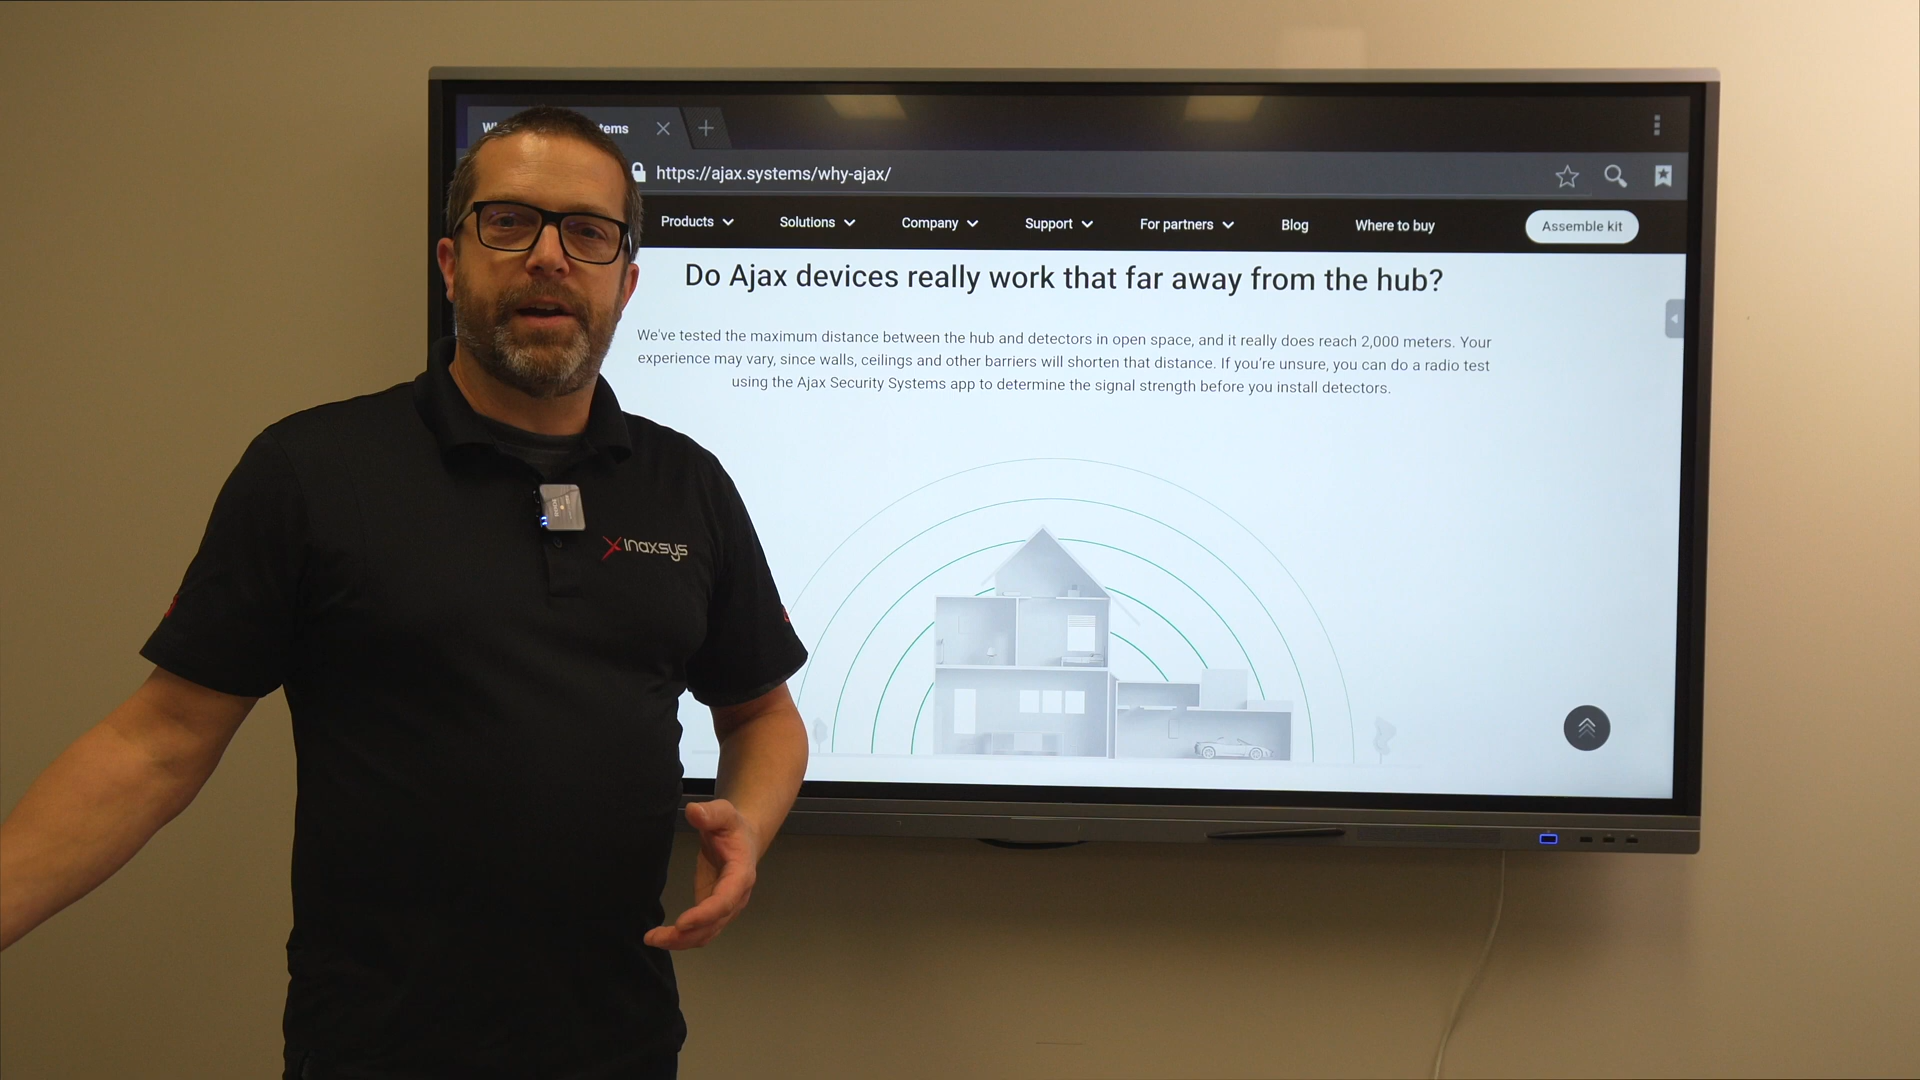 tems
https://ajax.systems/why-ajax/
Products Solutions Company Support For partners Blog Where to buy Assemble kit
Do Ajax devices really work that far away from the hub?
We've tested the maximum distance between the hub and detectors in open space, and it really does reach 2,000 meters. Your
experience may vary, since walls, ceilings and other barriers will shorten that distance. If you're unsure, you can do a radio test
using the Ajax Security Systems app to determine the signal strength before you install detectors.
inaxsys